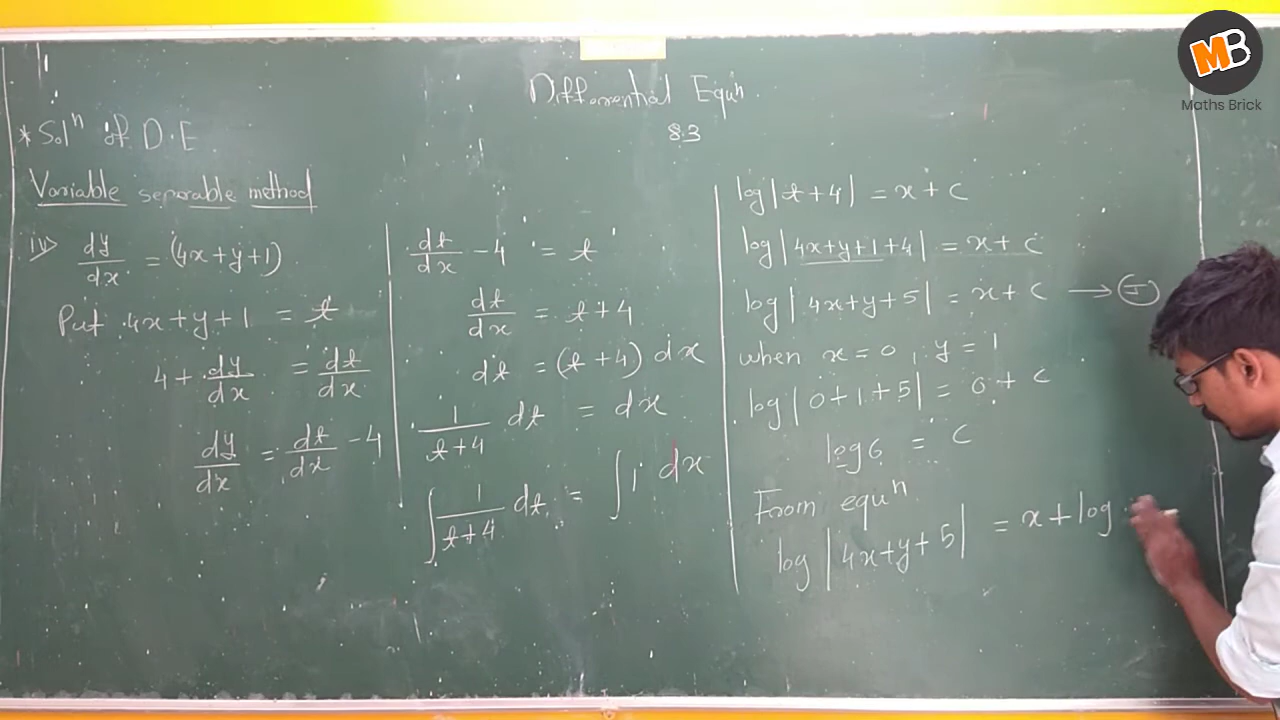 MB
Maths Brick
Differential Equⁿ.
8.3
* Solⁿ of D.E
Variable separable method
iv> dy/dx = (4x+y+1)
Put 4x+y+1 = t
4 + dy/dx = dt/dx
dy/dx = dt/dx - 4
dt/dx - 4 = t
dt/dx = t+4
dt = (t+4) dx
1/(t+4) dt = dx
∫ 1/(t+4) dt = ∫ 1 dx
log|t+4| = x+c
log|4x+y+1+4| = x+c
log|4x+y+5| = x+c → (I)
when x=0, y=1
log|0+1+5| = 0+c
log6 = c
From equⁿ
log|4x+y+5| = x+log